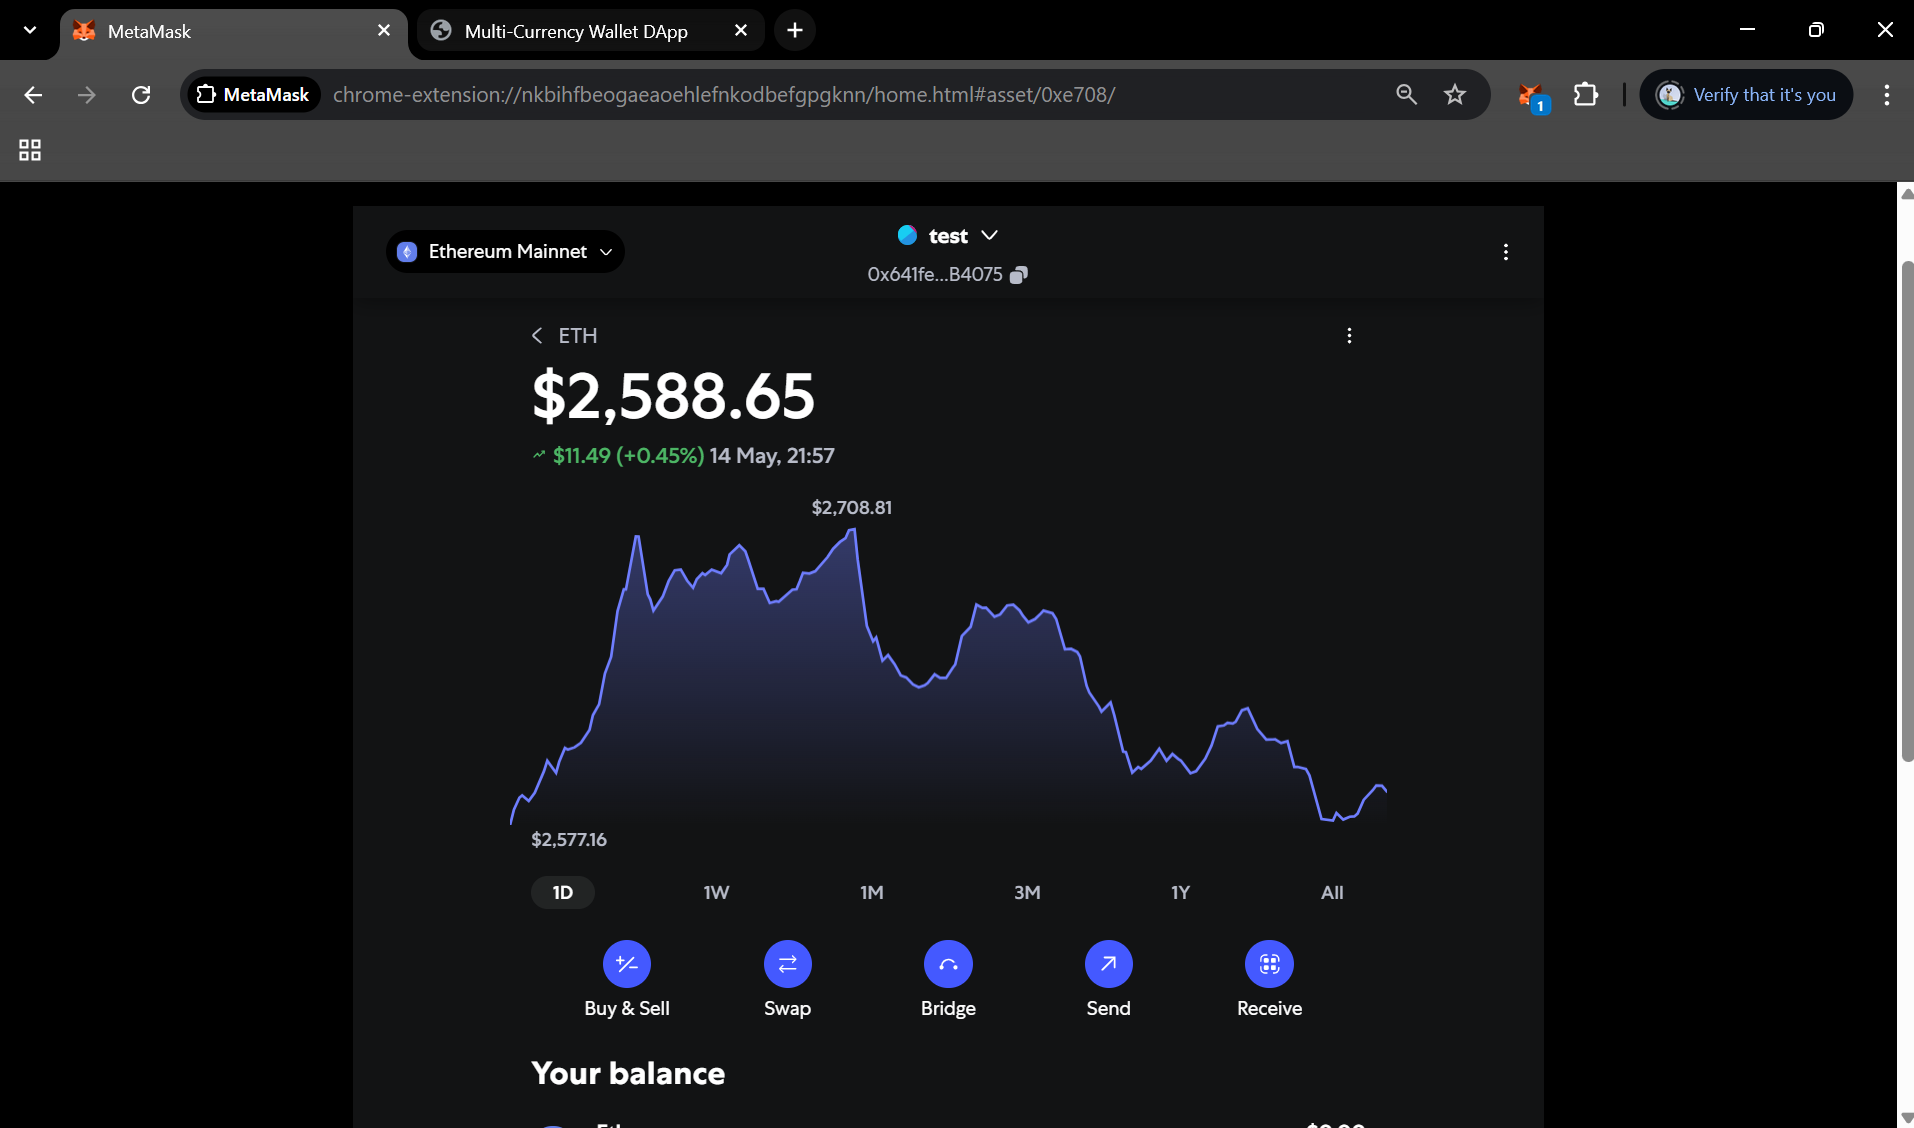 MetaMask
Multi-Currency Wallet DApp
MetaMask
chrome-extension://nkbihfbeogaeaoehlefnkodbefgpgknn/home.html#asset/0xe708/
1
Verify that it's you
Ethereum Mainnet
test
0x641fe...B4075
ETH
$2,588.65
$11.49 (+0.45%) 14 May, 21:57
$2,708.81
$2,577.16
1D 1W 1M 3M 1Y All
Buy & Sell Swap Bridge Send Receive
Your balance